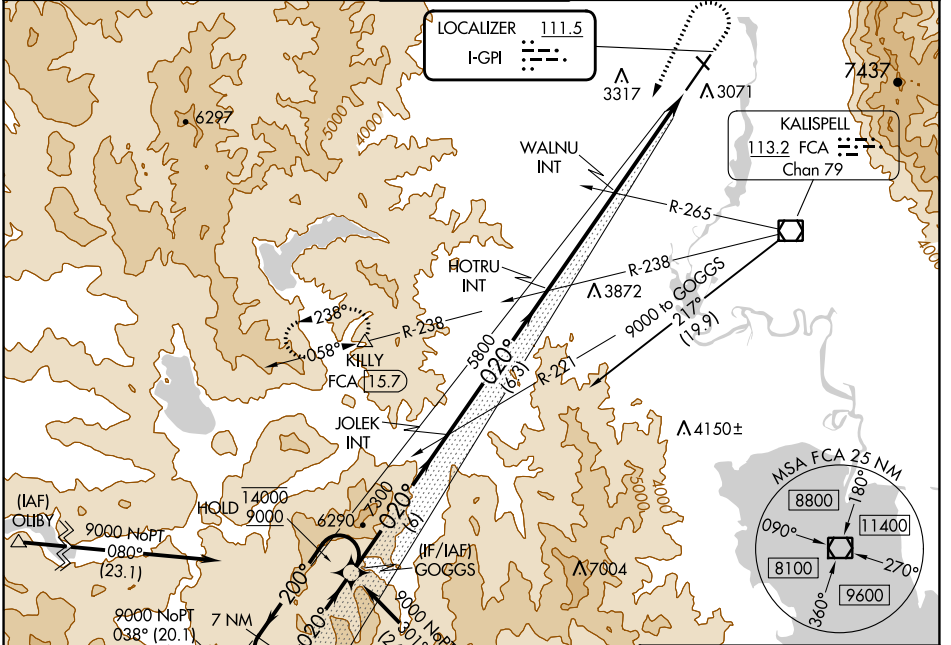 LOCALIZER 111.5
I-GPI
7437
3317
3071
6297
5000
4000
KALISPELL
113.2 FCA
Chan 79
WALNU
INT
R-265
HOTRU
INT
R-238
3872
9000 to GOGGS
217°
(19.9)
4000
238°
058°
R-238
KILLY
FCA 15.7
5800
020°
(6.3)
R-221
JOLEK
INT
4150±
5000
4000
MSA FCA 25 NM
8800
180°
090°
11400
8100
270°
360°
9600
(IAF)
OLIBY
9000 NoPT
080°
(23.1)
HOLD 14000
9000
6290
7300
020°
(6)
(IF/IAF)
GOGGS
7004
200°
020°
9000 NoPT
038° (20.1)
7 NM
9000 NoPT
301°